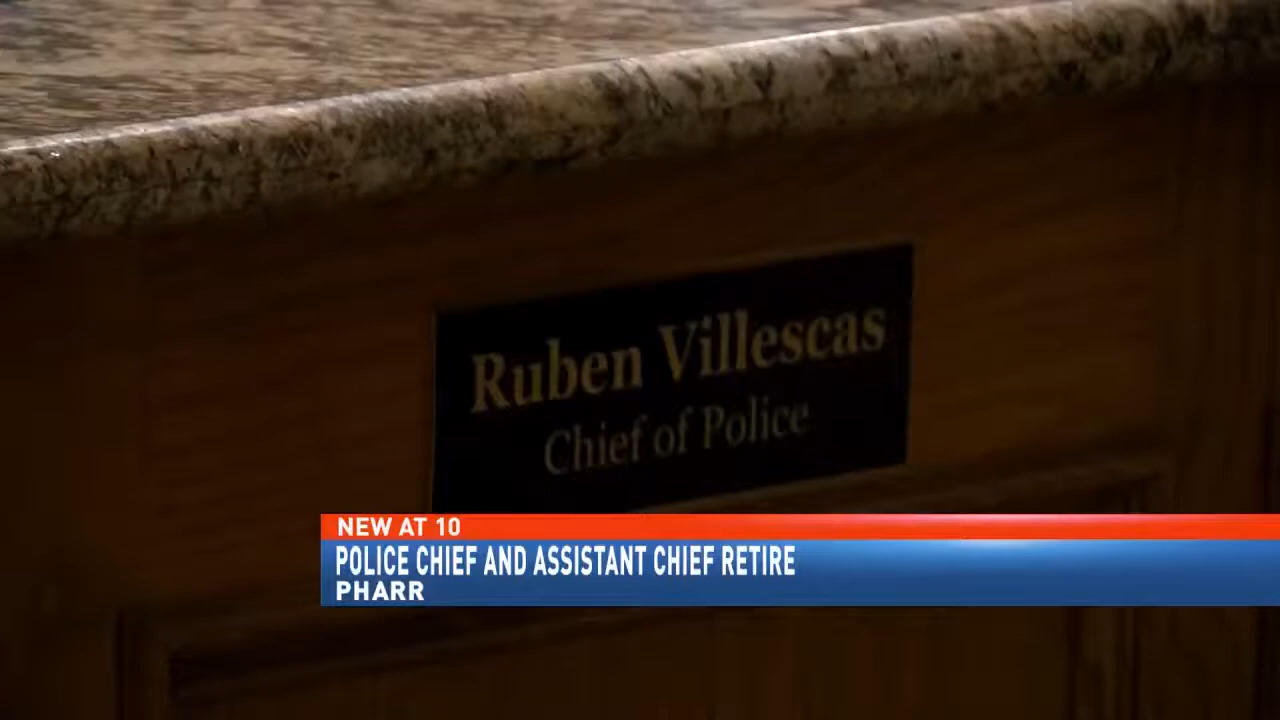 Ruben Villescas
Chief of Police
NEW AT 10
POLICE CHIEF AND ASSISTANT CHIEF RETIRE
PHARR